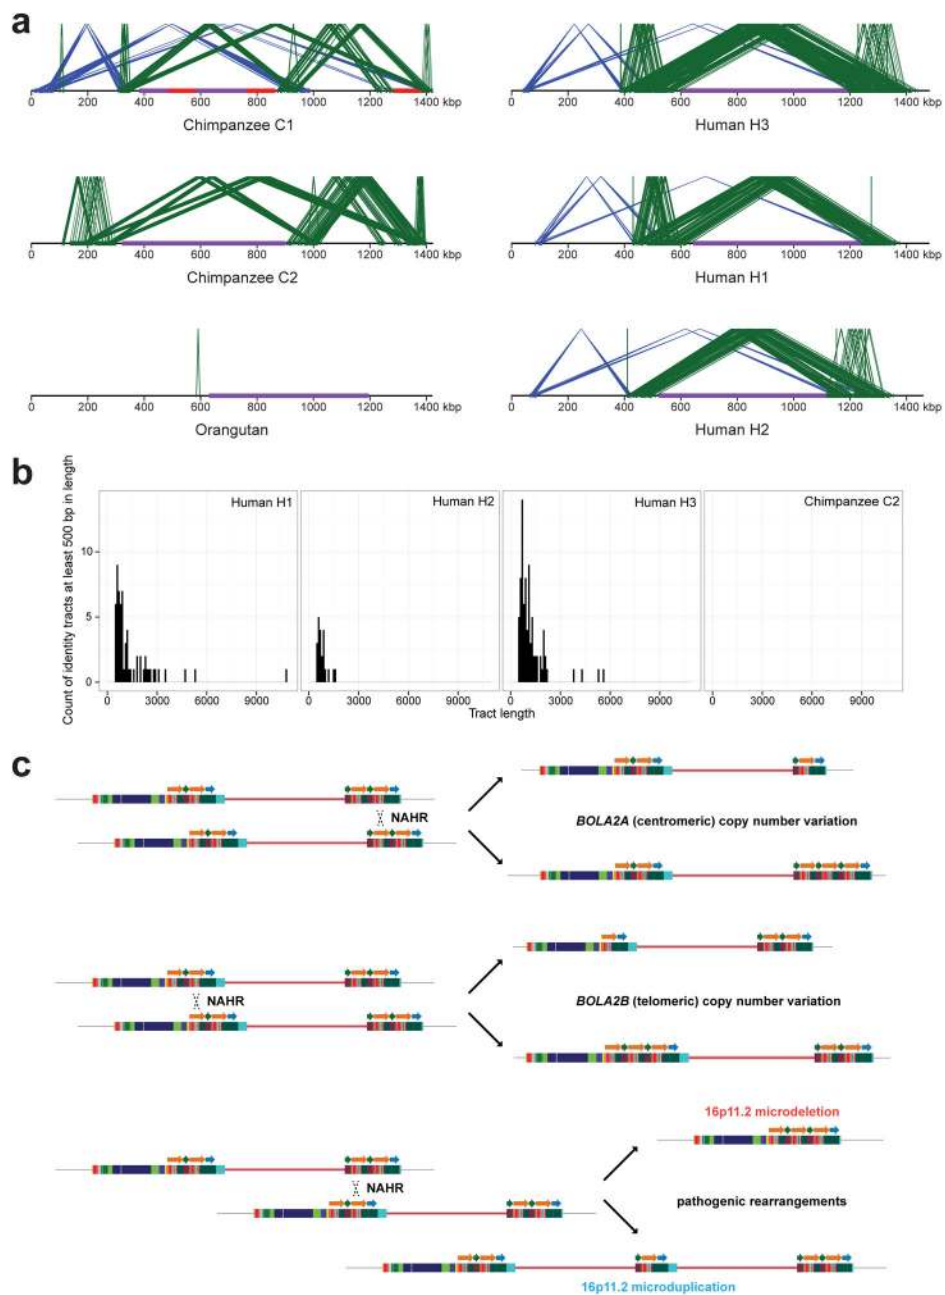 a
0 200 400 600 800 1000 1200 1400 kbp
Chimpanzee C1
0 200 400 600 800 1000 1200 1400 kbp
Human H3
0 200 400 600 800 1000 1200 1400 kbp
Chimpanzee C2
0 200 400 600 800 1000 1200 1400 kbp
Human H1
0 200 400 600 800 1000 1200 1400 kbp
Orangutan
0 200 400 600 800 1000 1200 1400 kbp
Human H2
b
Count of identity tracts at least 500 bp in length
Human H1
Human H2
Human H3
Chimpanzee C2
10
5
0
0 3000 6000 9000
0 3000 6000 9000
0 3000 6000 9000
0 3000 6000 9000
Tract length
c
NAHR
BOLA2A (centromeric) copy number variation
NAHR
BOLA2B (telomeric) copy number variation
16p11.2 microdeletion
NAHR
pathogenic rearrangements
16p11.2 microduplication